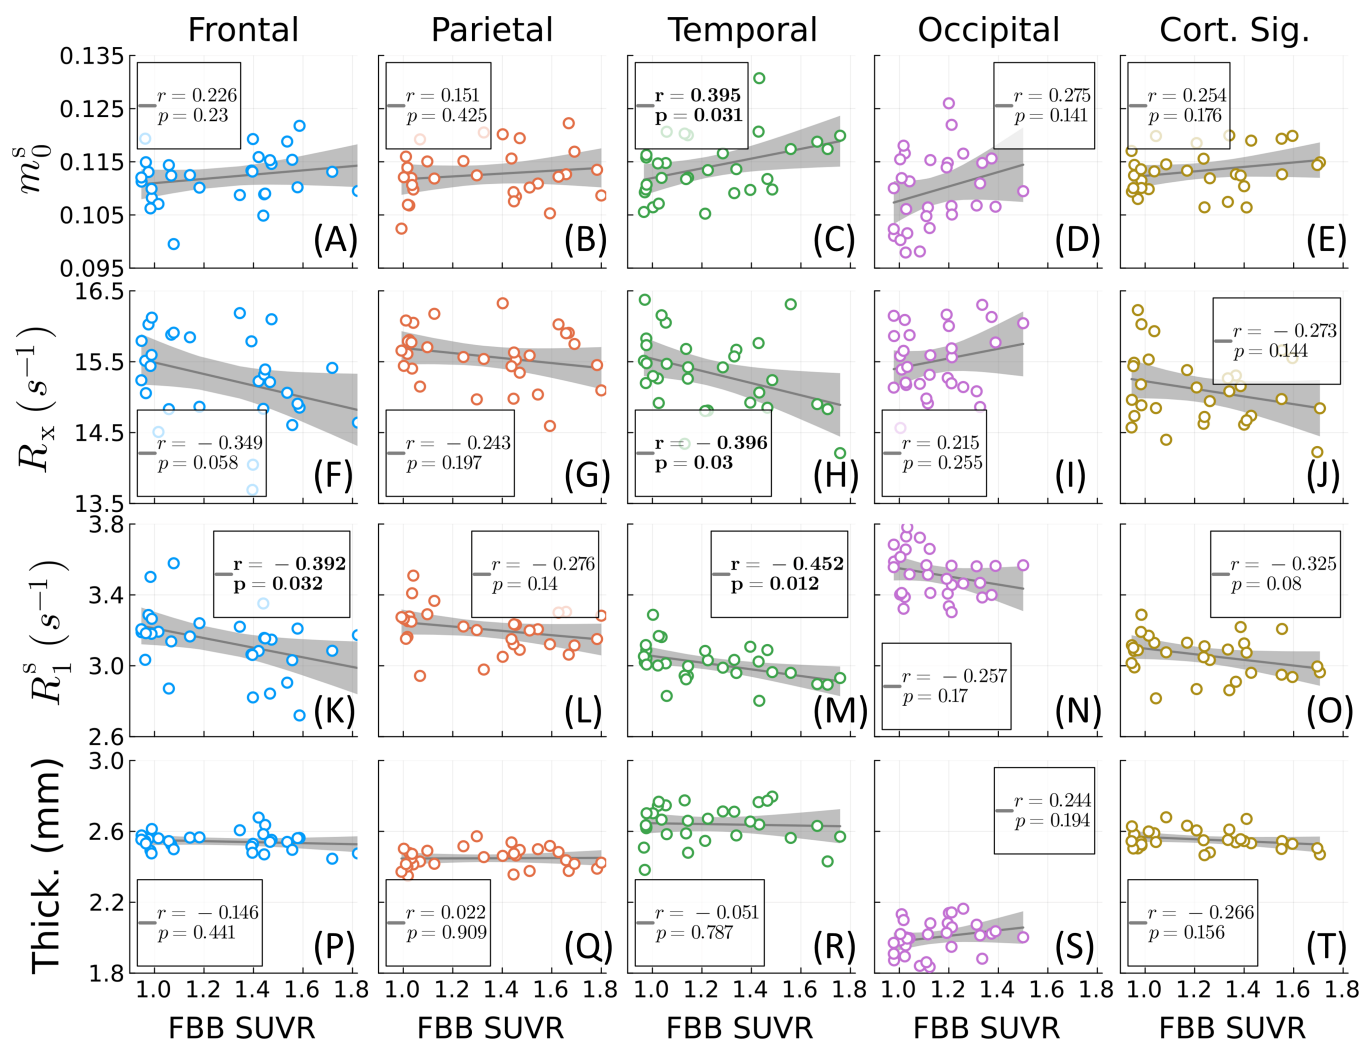 Frontal Parietal Temporal Occipital Cort. Sig.
m₀ˢ
0.135
0.125
0.115
0.105
0.095
r = 0.226
p = 0.23
(A)
r = 0.151
p = 0.425
(B)
r = 0.395
p = 0.031
(C)
r = 0.275
p = 0.141
(D)
r = 0.254
p = 0.176
(E)
Rₓ (s⁻¹)
16.5
15.5
14.5
13.5
r = −0.349
p = 0.058
(F)
r = −0.243
p = 0.197
(G)
r = −0.396
p = 0.03
(H)
r = 0.215
p = 0.255
(I)
r = −0.273
p = 0.144
(J)
R₁ˢ (s⁻¹)
3.8
3.4
3.0
2.6
r = −0.392
p = 0.032
(K)
r = −0.276
p = 0.14
(L)
r = −0.452
p = 0.012
(M)
r = −0.257
p = 0.17
(N)
r = −0.325
p = 0.08
(O)
Thick. (mm)
3.0
2.6
2.2
1.8
r = −0.146
p = 0.441
(P)
r = 0.022
p = 0.909
(Q)
r = −0.051
p = 0.787
(R)
r = 0.244
p = 0.194
(S)
r = −0.266
p = 0.156
(T)
1.0 1.2 1.4 1.6 1.8 1.0 1.2 1.4 1.6 1.8 1.0 1.2 1.4 1.6 1.8 1.0 1.2 1.4 1.6 1.8 1.0 1.2 1.4 1.6 1.8
FBB SUVR FBB SUVR FBB SUVR FBB SUVR FBB SUVR